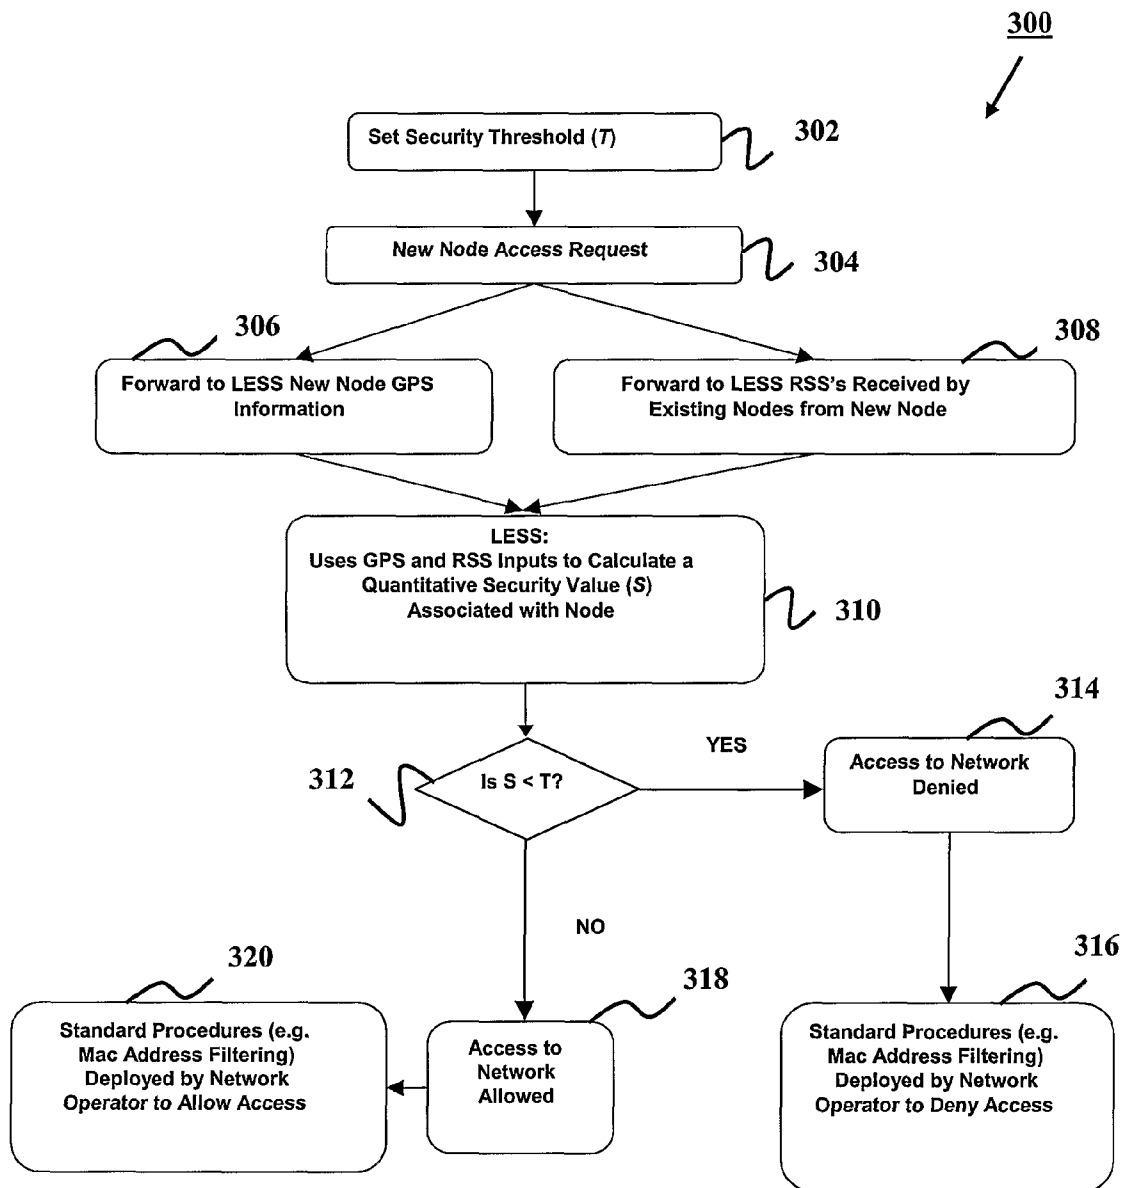 300
Set Security Threshold (T)
302
New Node Access Request
304
306
308
Forward to LESS New Node GPS
Information
Forward to LESS RSS's Received by
Existing Nodes from New Node
LESS:
Uses GPS and RSS Inputs to Calculate a
Quantitative Security Value (S)
Associated with Node
310
314
YES
312
Is S < T?
Access to Network
Denied
NO
320
318
316
Standard Procedures (e.g.
Mac Address Filtering)
Deployed by Network
Operator to Allow Access
Access to
Network
Allowed
Standard Procedures (e.g.
Mac Address Filtering)
Deployed by Network
Operator to Deny Access